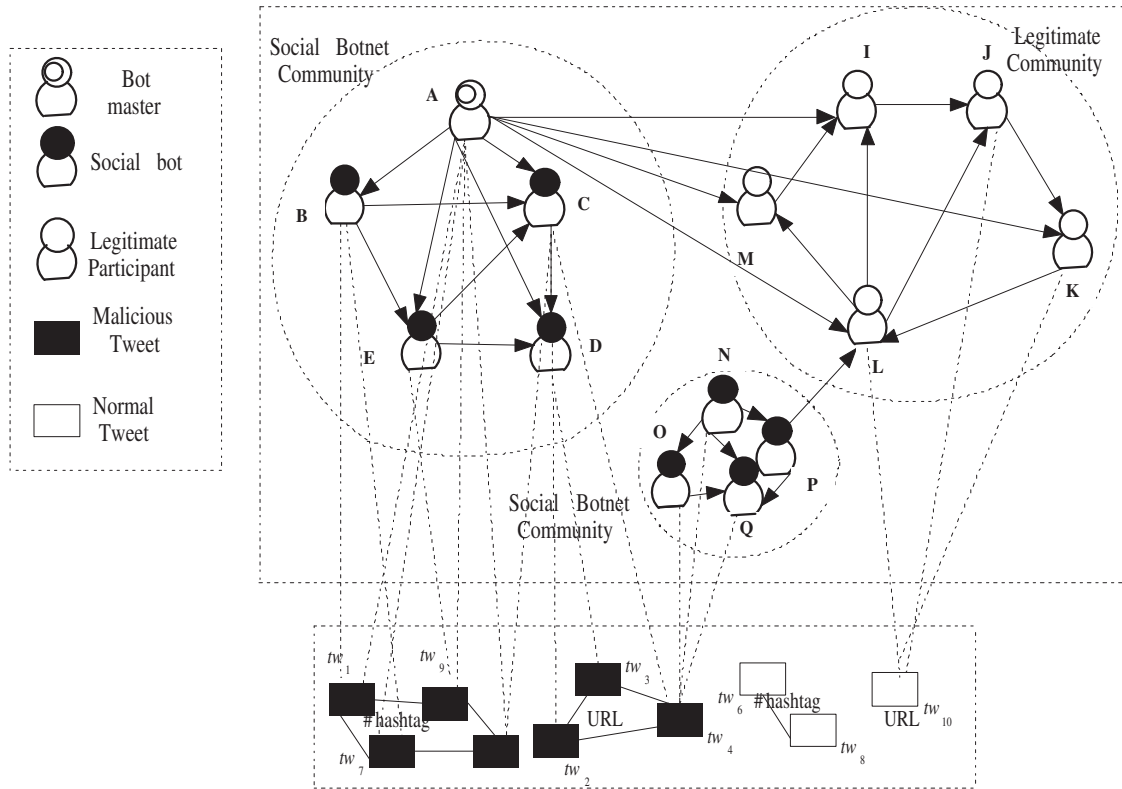 Bot
master
Social bot
Legitimate
Participant
Malicious
Tweet
Normal
Tweet
Social Botnet
Community
A
B
C
E
D
Legitimate
Community
I
J
M
K
L
N
O
P
Q
Social Botnet
Community
tw1
tw9
#hashtag
tw7
tw3
URL
tw2
tw4
tw6
#hashtag
tw8
URL
tw10